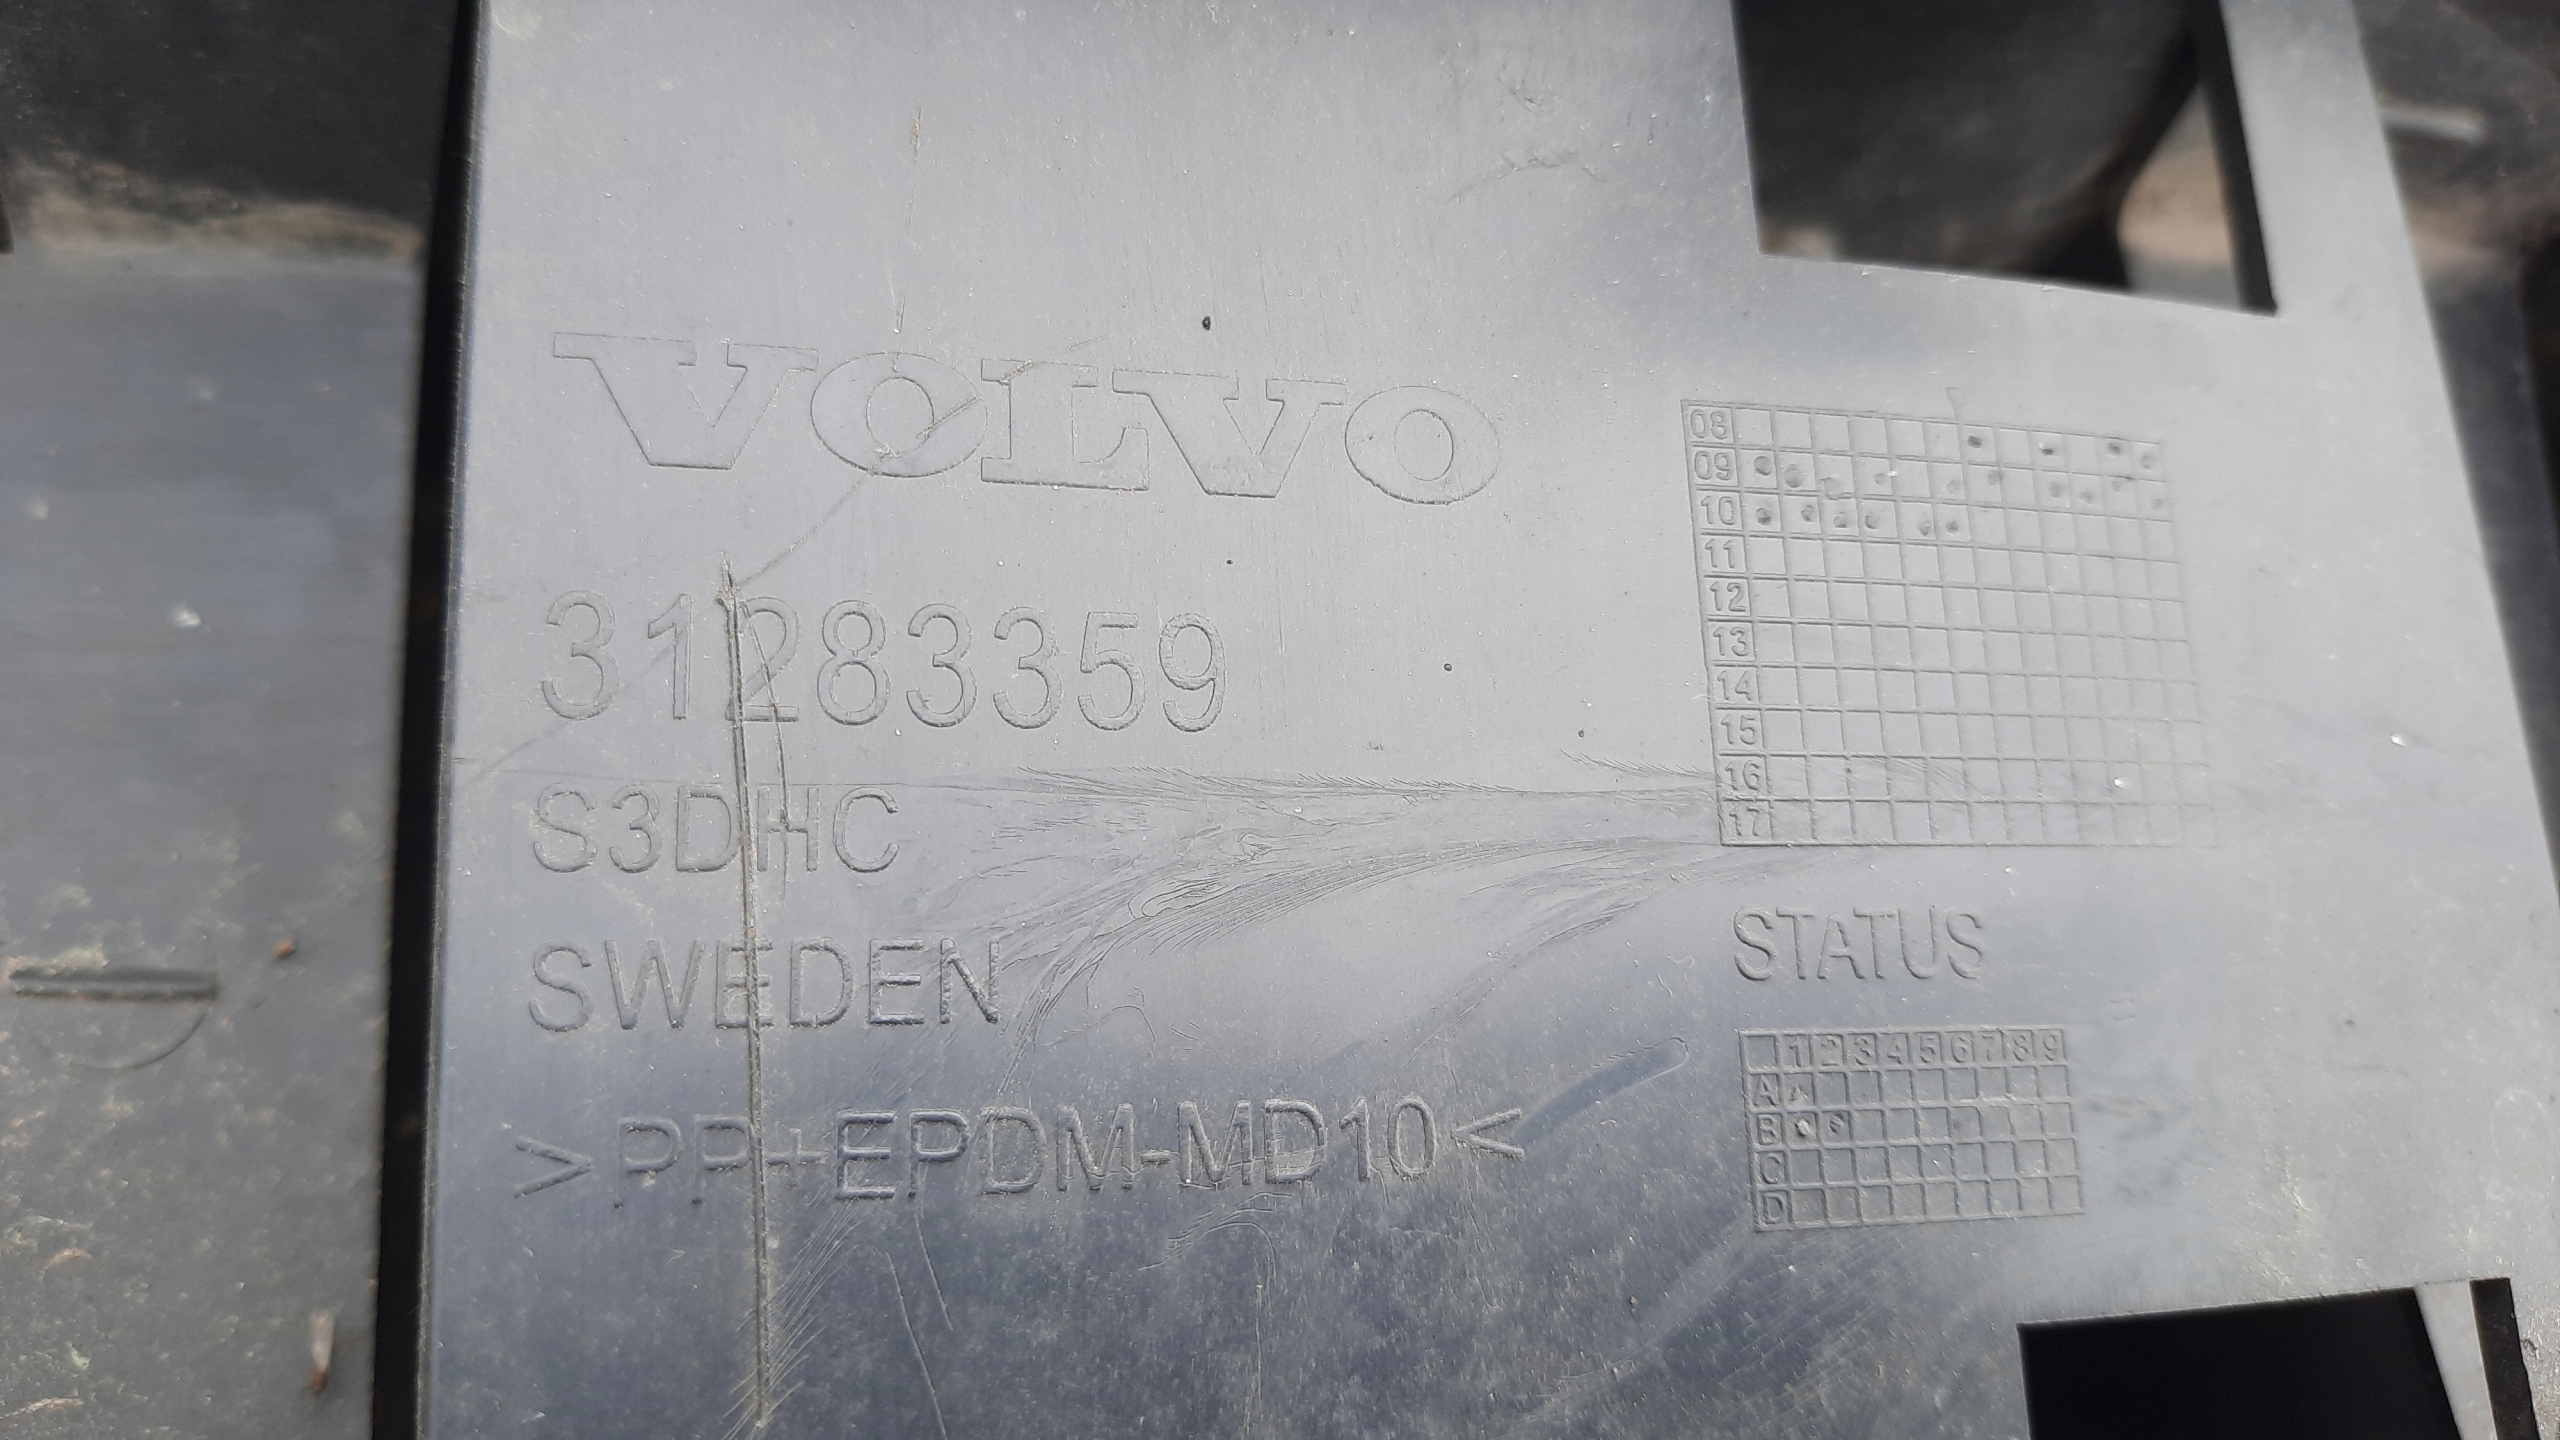 VOLVO
31283359
S3DHC
SWEDEN
>PP+EPDM-MD10<
08
09
10
11
12
13
14
15
16
17
STATUS
1 2 3 4 5 6 7 8 9
A
B
C
D